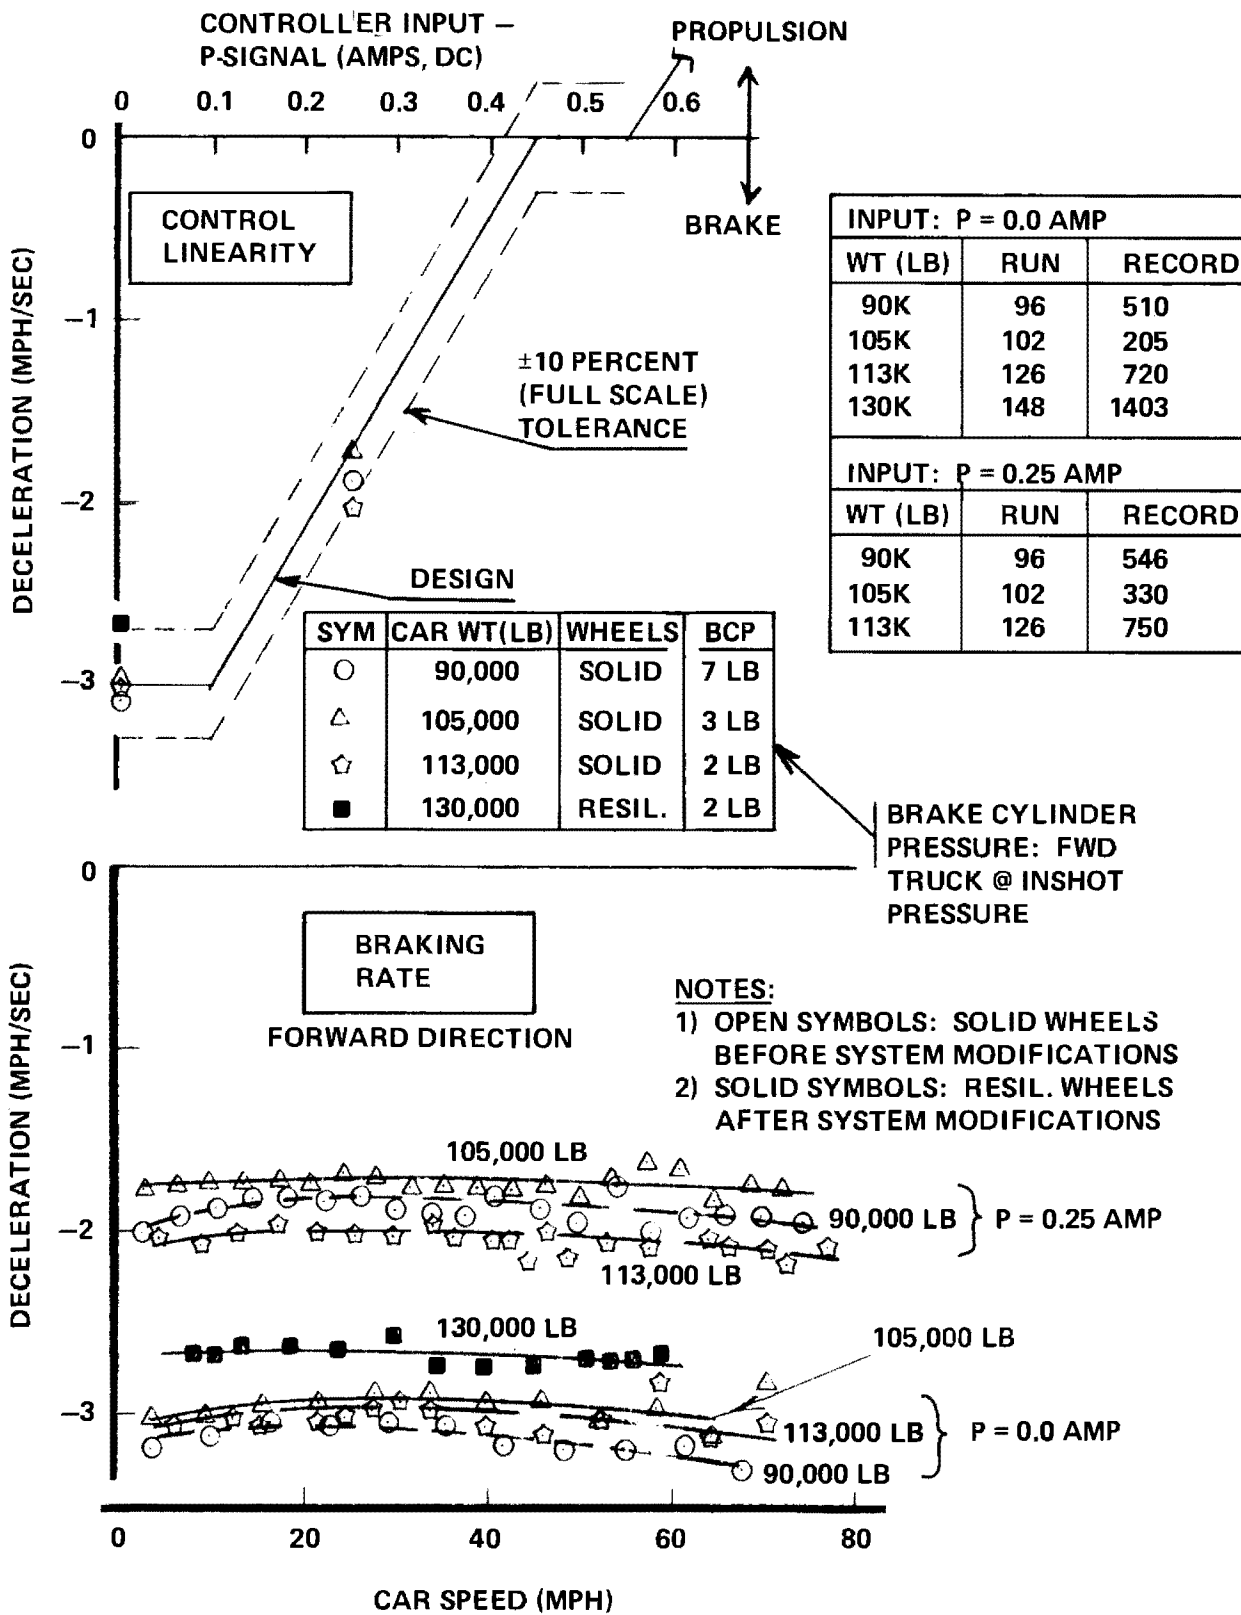 CONTROLLER INPUT –
P-SIGNAL (AMPS, DC)
PROPULSION
0 0.1 0.2 0.3 0.4 0.5 0.6
0
BRAKE
CONTROL
LINEARITY
DECELERATION (MPH/SEC)
–1
–2
–3
±10 PERCENT
(FULL SCALE)
TOLERANCE
DESIGN
INPUT: P = 0.0 AMP
WT (LB) RUN RECORD
90K 96 510
105K 102 205
113K 126 720
130K 148 1403
INPUT: P = 0.25 AMP
WT (LB) RUN RECORD
90K 96 546
105K 102 330
113K 126 750
SYM CAR WT(LB) WHEELS BCP
90,000 SOLID 7 LB
105,000 SOLID 3 LB
113,000 SOLID 2 LB
130,000 RESIL. 2 LB
BRAKE CYLINDER
PRESSURE: FWD
TRUCK @ INSHOT
PRESSURE
0
BRAKING
RATE
FORWARD DIRECTION
DECELERATION (MPH/SEC)
–1
–2
–3
NOTES:
1) OPEN SYMBOLS: SOLID WHEELS
BEFORE SYSTEM MODIFICATIONS
2) SOLID SYMBOLS: RESIL. WHEELS
AFTER SYSTEM MODIFICATIONS
105,000 LB
90,000 LB
P = 0.25 AMP
113,000 LB
130,000 LB
105,000 LB
113,000 LB
P = 0.0 AMP
90,000 LB
0 20 40 60 80
CAR SPEED (MPH)